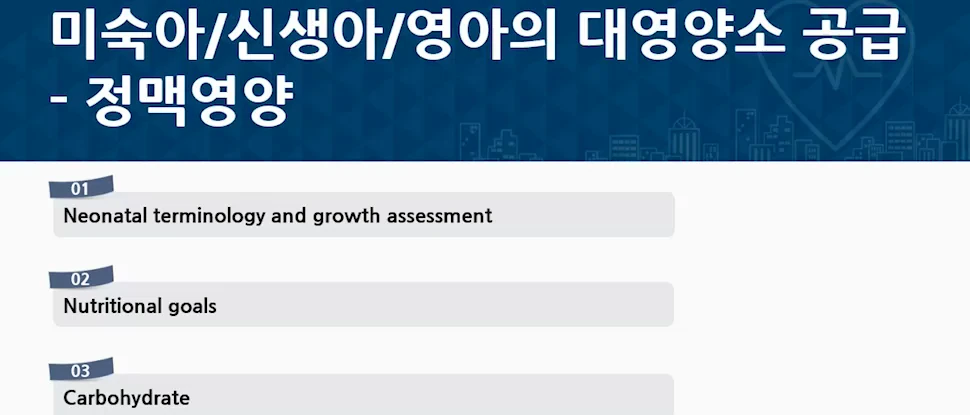 미숙아/신생아/영아의 대영양소 공급
- 정맥영양
01
Neonatal terminology and growth assessment
02
Nutritional goals
03
Carbohydrate